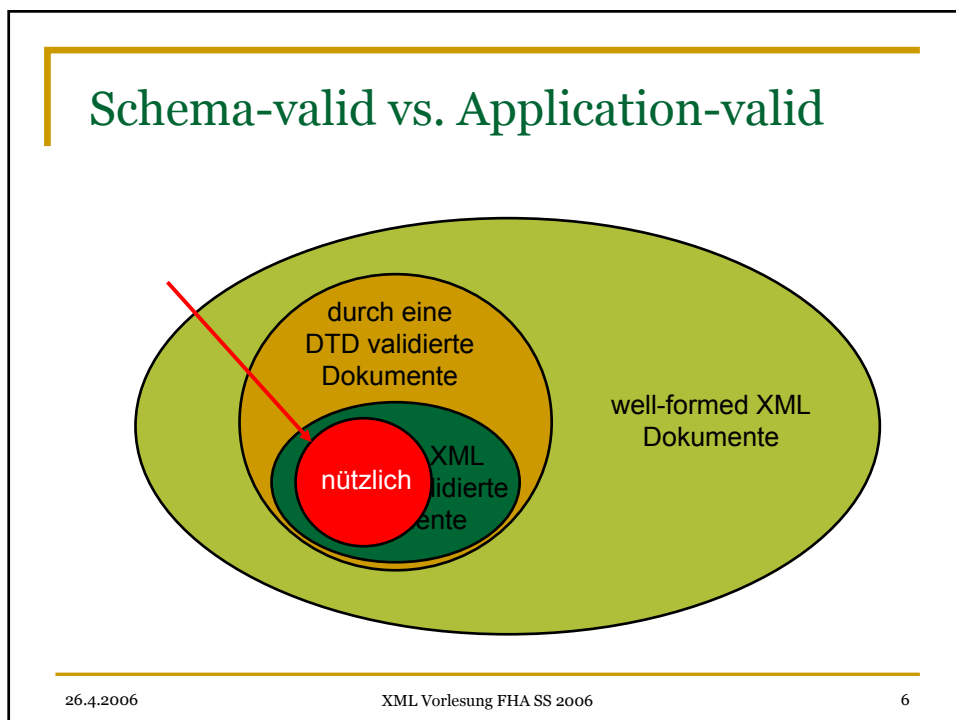 Schema-valid vs. Application-valid
durch eine
DTD validierte
Dokumente
well-formed XML
Dokumente
XML
nützlich
lidierte
ente
26.4.2006
XML Vorlesung FHA SS 2006
6